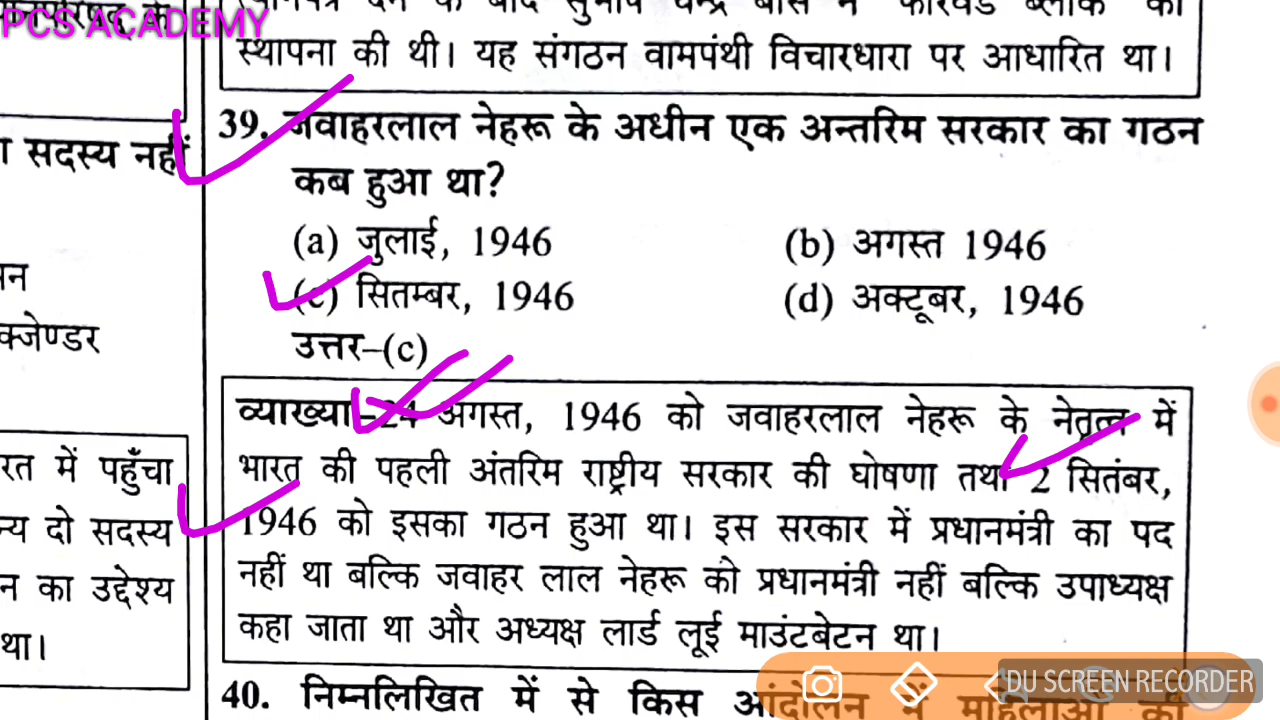 PCS ACADEMY
स्थापना की थी। यह संगठन वामपंथी विचारधारा पर आधारित था।
सदस्य नहीं
39. जवाहरलाल नेहरू के अधीन एक अन्तरिम सरकार का गठन
कब हुआ था?
(a) जुलाई, 1946 (b) अगस्त 1946
(c) सितम्बर, 1946 (d) अक्टूबर, 1946
उत्तर–(c)
व्याख्या–24 अगस्त, 1946 को जवाहरलाल नेहरू के नेतृत्व में
भारत की पहली अंतरिम राष्ट्रीय सरकार की घोषणा तथा 2 सितंबर,
1946 को इसका गठन हुआ था। इस सरकार में प्रधानमंत्री का पद
नहीं था बल्कि जवाहर लाल नेहरू को प्रधानमंत्री नहीं बल्कि उपाध्यक्ष
कहा जाता था और अध्यक्ष लार्ड लूई माउंटबेटन था।
40. निम्नलिखित में से किस आंदोलन में महिलाओं की
में पहुँचा
दो सदस्य
का उद्देश्य
था।
DU SCREEN RECORDER